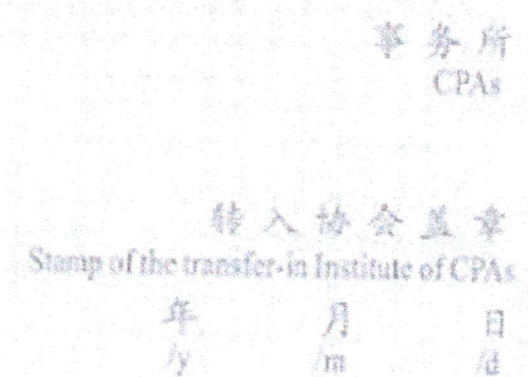 事务所
CPAs
转入协会盖章
Stamp of the transfer-in Institute of CPAs
年 月 日
/y /m /d